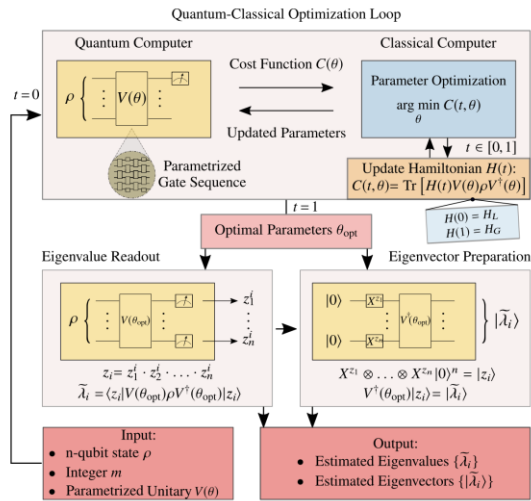 Quantum-Classical Optimization Loop
Quantum Computer
Classical Computer
t=0
ρ
V(θ)
Cost Function C(θ)
Updated Parameters
Parameter Optimization
arg min C(t, θ)
θ
t ∈ [0, 1]
Parametrized
Gate Sequence
Update Hamiltonian H(t):
C(t, θ)= Tr [H(t)V(θ)ρV†(θ)]
H(0) = H_L
H(1) = H_G
t=1
Optimal Parameters θ_opt
Eigenvalue Readout
Eigenvector Preparation
ρ
V(θ_opt)
z_1^i
z_n^i
z_i= z_1^i · z_2^i · … · z_n^i
λ̃_i = ⟨z_i|V(θ_opt)ρV†(θ_opt)|z_i⟩
|0⟩
X^{z_1}
|0⟩
X^{z_n}
V†(θ_opt)
|λ̃_i⟩
X^{z_1} ⊗ … ⊗ X^{z_n}|0⟩^n = |z_i⟩
V†(θ_opt)|z_i⟩=|λ̃_i⟩
Input:
• n-qubit state ρ
• Integer m
• Parametrized Unitary V(θ)
Output:
• Estimated Eigenvalues {λ̃_i}
• Estimated Eigenvectors {|λ̃_i⟩}